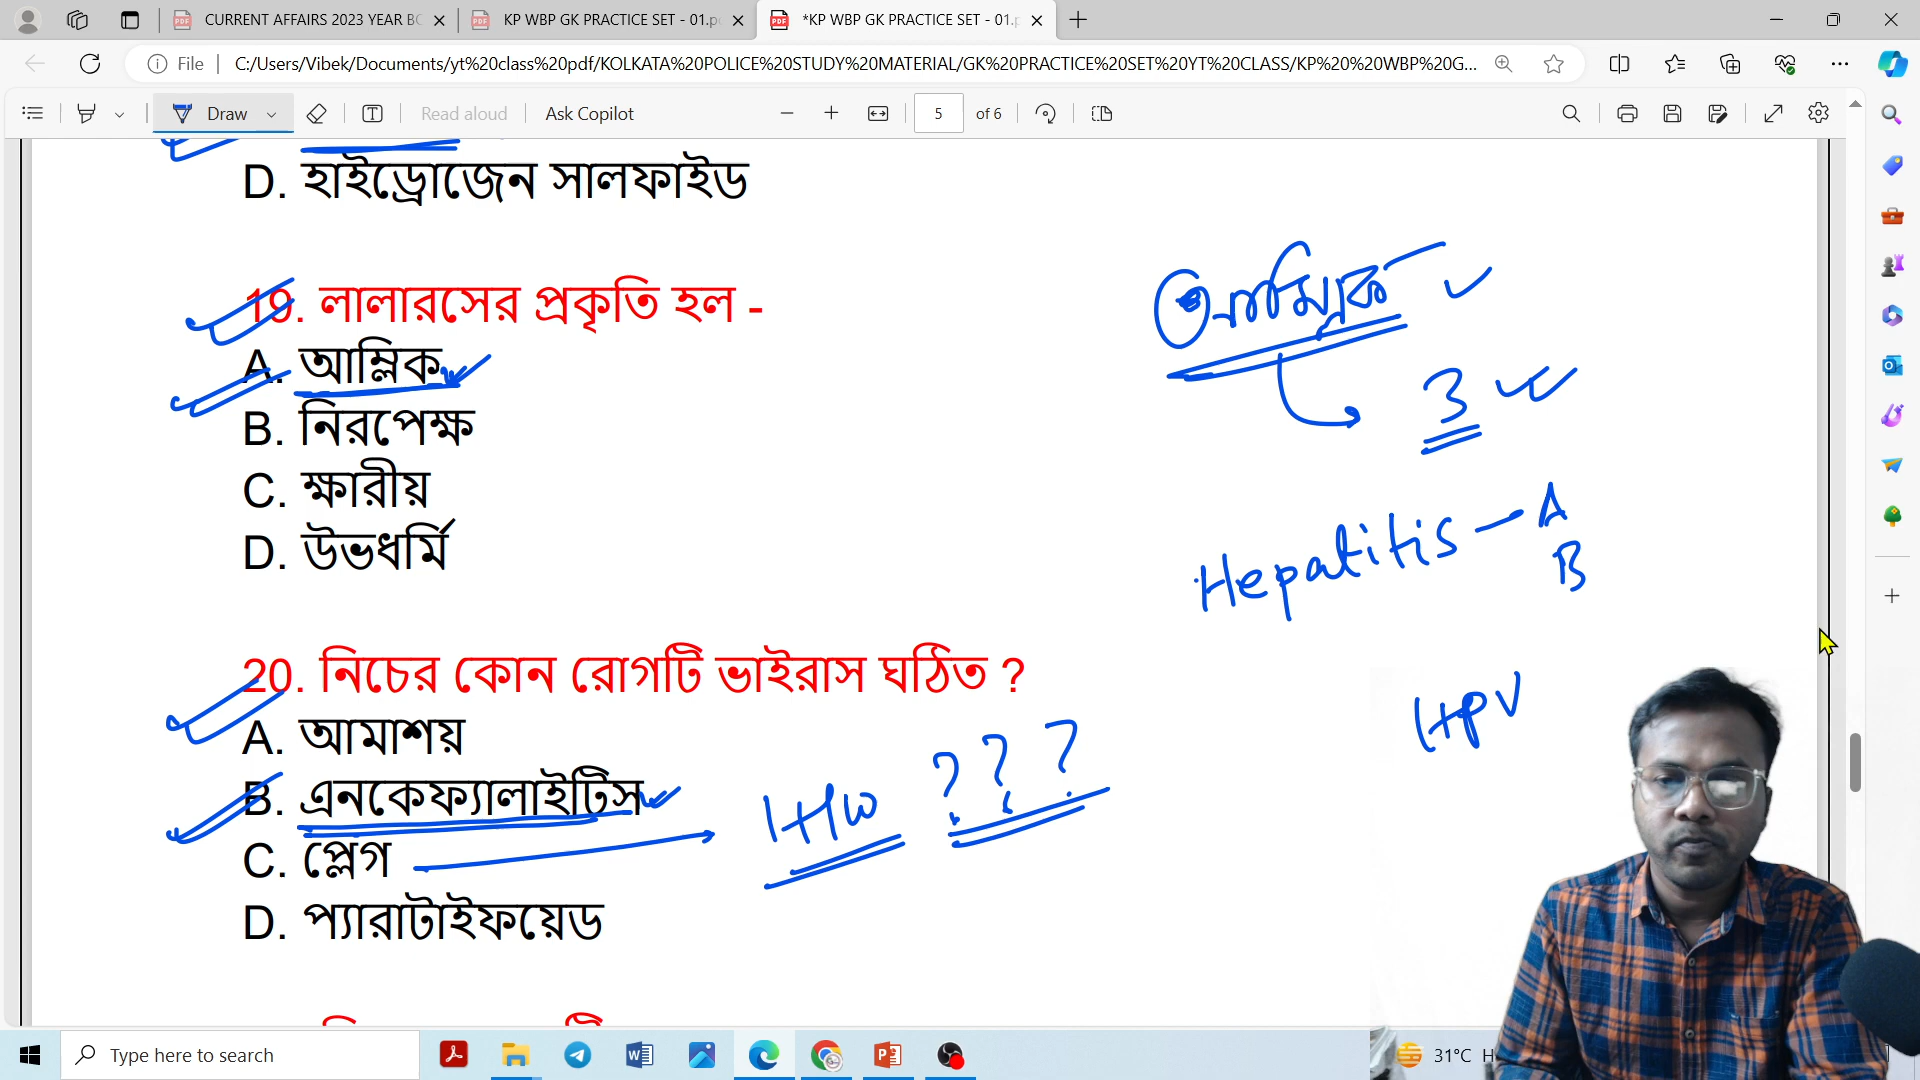 CURRENT AFFAIRS 2023 YEAR BO
KP WBP GK PRACTICE SET - 01.p
*KP WBP GK PRACTICE SET - 01.p
File
C:/Users/Vibek/Documents/yt%20class%20pdf/KOLKATA%20POLICE%20STUDY%20MATERIAL/GK%20PRACTICE%20SET%20YT%20CLASS/KP%20%20WBP%20G...
Draw
Read aloud
Ask Copilot
5 of 6
D. হাইড্রোজেন সালফাইড
19. লালারসের প্রকৃতি হল -
A. আম্লিক
B. নিরপেক্ষ
C. ক্ষারীয়
D. উভধর্মি
3
Hepatitis - A
B
20. নিচের কোন রোগটি ভাইরাস ঘঠিত ?
A. আমাশয়
B. এনকেফ্যালাইটিস
C. প্লেগ
D. প্যারাটাইফয়েড
HW ???
HPV
Type here to search
31°C H